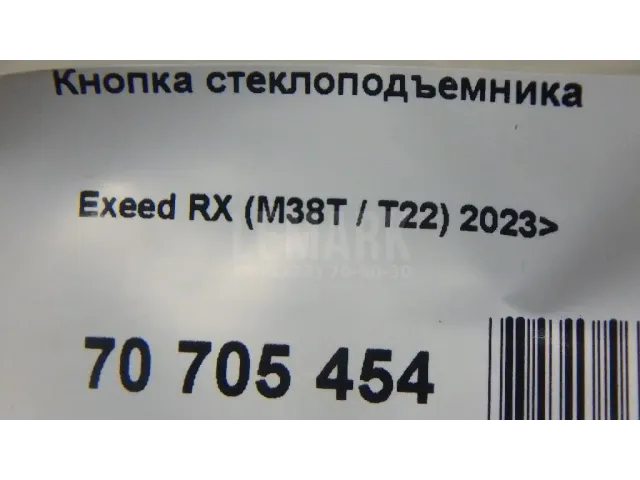 Кнопка стеклоподъемника
Exeed RX (M38T / T22) 2023>
70 705 454